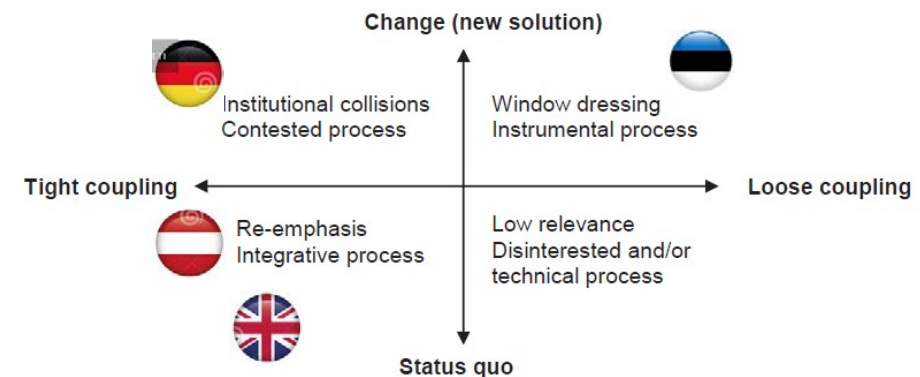 Change (new solution)
Institutional collisions
Contested process
Window dressing
Instrumental process
Tight coupling
Loose coupling
Re-emphasis
Integrative process
Low relevance
Disinterested and/or
technical process
Status quo